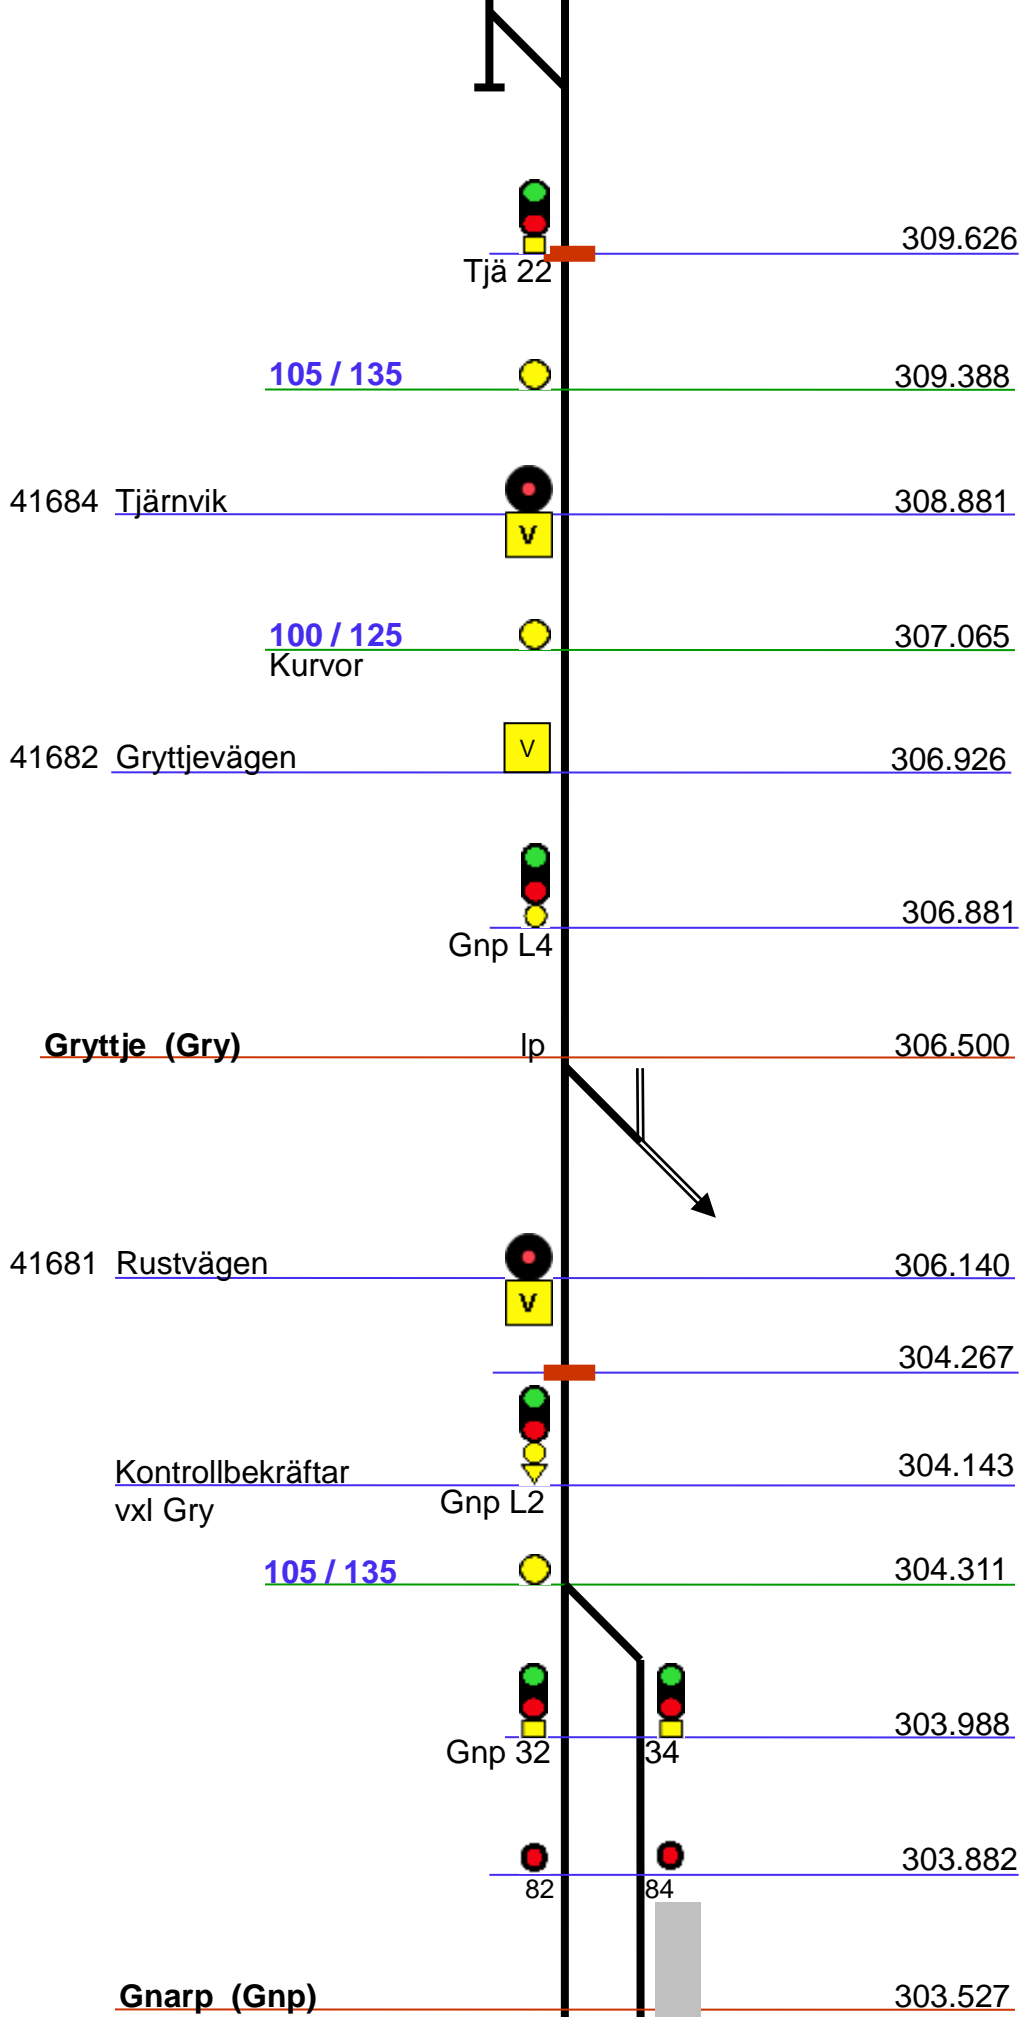 309.626
Tjä 22
105 / 135 309.388
41684 Tjärnvik 308.881
V
100 / 125 307.065
Kurvor
V
41682 Gryttjevägen 306.926
306.881
Gnp L4
Gryttje (Gry) lp 306.500
41681 Rustvägen 306.140
V
304.267
Kontrollbekräftar 304.143
vxl Gry Gnp L2
105 / 135 304.311
303.988
Gnp 32 34
303.882
82 84
Gnarp (Gnp) 303.527